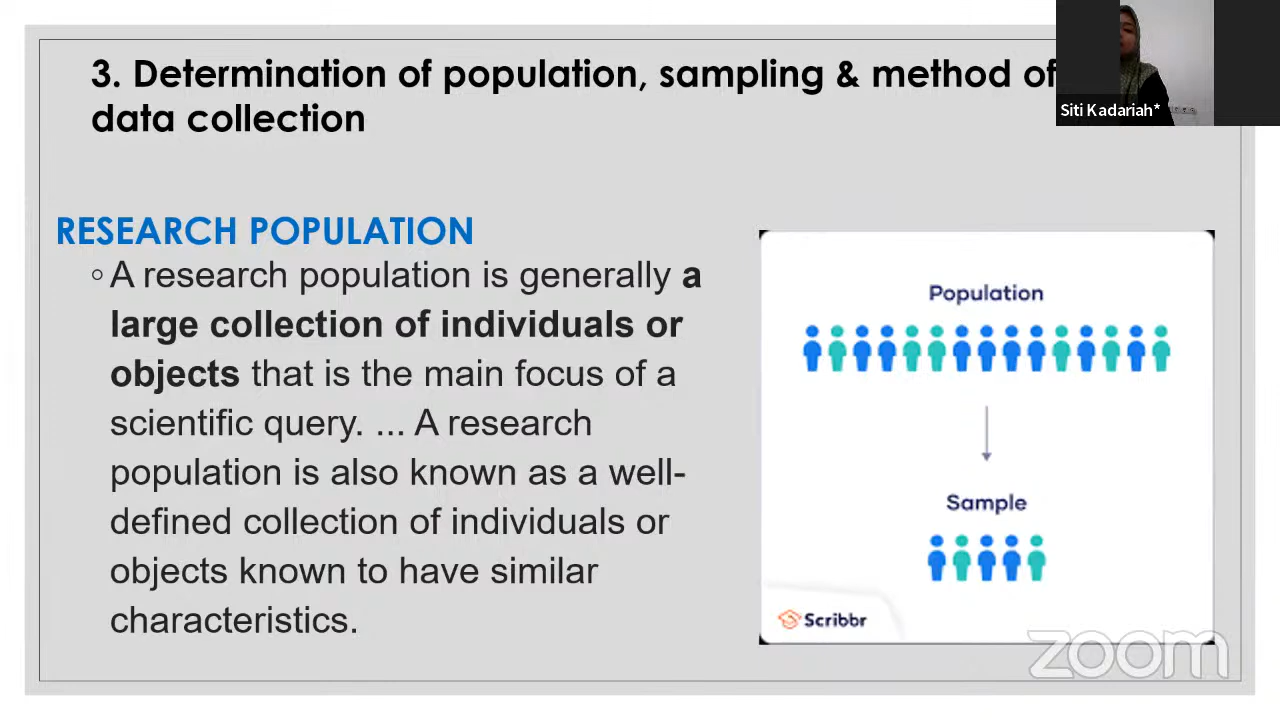 3. Determination of population, sampling & method of
data collection
Siti Kadariah*
RESEARCH POPULATION
◦ A research population is generally a
large collection of individuals or
objects that is the main focus of a
scientific query. ... A research
population is also known as a well-
defined collection of individuals or
objects known to have similar
characteristics.
Population
Sample
Scribbr
zoom